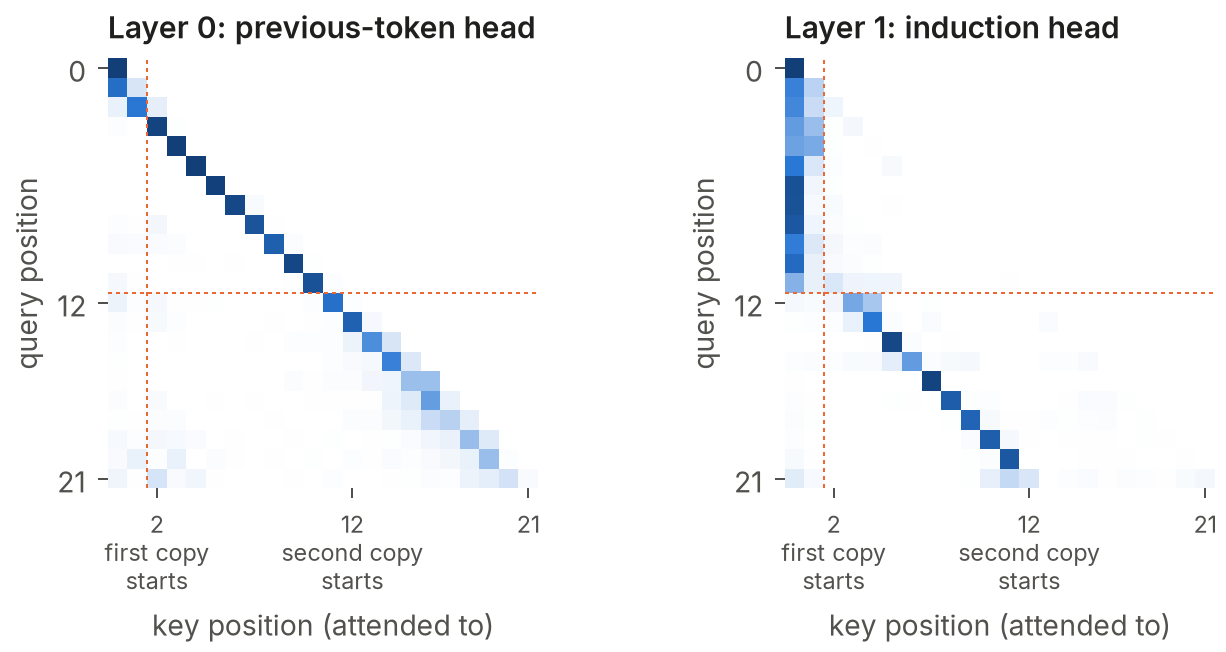 Layer 0: previous-token head
query position
0
12
21
2
first copy
starts
12
second copy
starts
21
key position (attended to)
Layer 1: induction head
query position
0
12
21
2
first copy
starts
12
second copy
starts
21
key position (attended to)